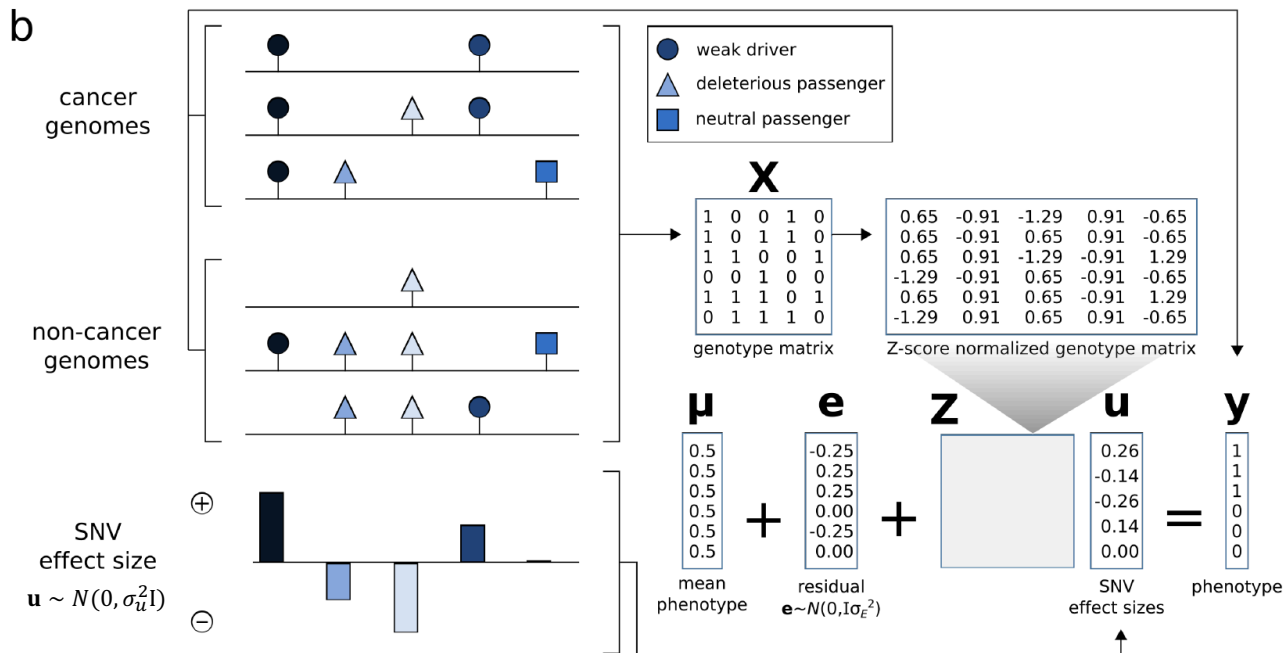 b
cancer
genomes
weak driver
deleterious passenger
neutral passenger
X
1 0 0 1 0
1 0 1 1 0
1 1 0 0 1
0 0 1 0 0
1 1 1 0 1
0 1 1 1 0
genotype matrix
0.65 -0.91 -1.29 0.91 -0.65
0.65 -0.91 0.65 0.91 -0.65
0.65 0.91 -1.29 -0.91 1.29
-1.29 -0.91 0.65 -0.91 -0.65
0.65 0.91 0.65 -0.91 1.29
-1.29 0.91 0.65 0.91 -0.65
Z-score normalized genotype matrix
non-cancer
genomes
μ
0.5
0.5
0.5
0.5
0.5
0.5
mean
phenotype
+
e
-0.25
0.25
0.25
0.00
-0.25
0.00
residual
e~N(0,Iσ_E²)
+
Z
u
0.26
-0.14
-0.26
0.14
0.00
SNV
effect sizes
=
y
1
1
1
0
0
0
phenotype
+
SNV
effect size
u ~ N(0, σ_u²I)
−